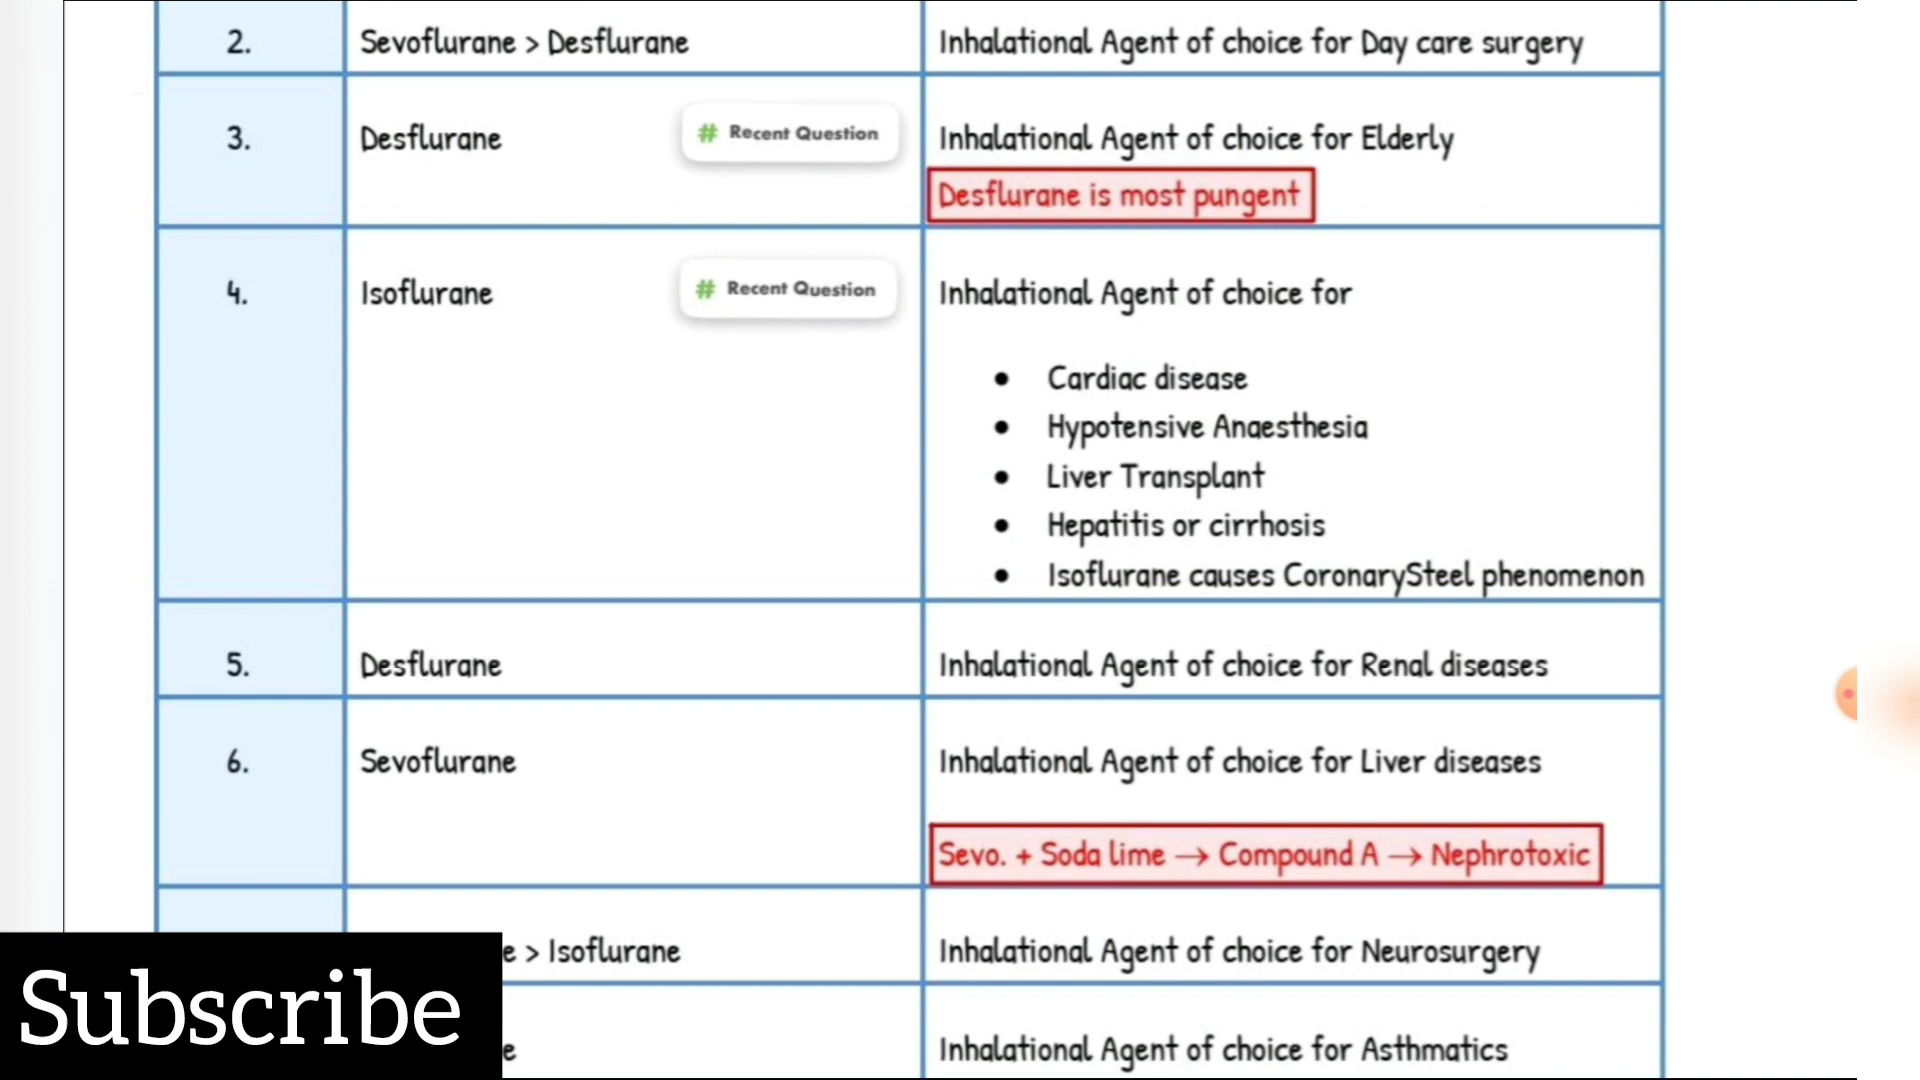 2. Sevoflurane > Desflurane Inhalational Agent of choice for Day care surgery
3. Desflurane # Recent Question Inhalational Agent of choice for Elderly
Desflurane is most pungent
4. Isoflurane # Recent Question Inhalational Agent of choice for
• Cardiac disease
• Hypotensive Anaesthesia
• Liver Transplant
• Hepatitis or cirrhosis
• Isoflurane causes CoronarySteel phenomenon
5. Desflurane Inhalational Agent of choice for Renal diseases
6. Sevoflurane Inhalational Agent of choice for Liver diseases
Sevo. + Soda lime → Compound A → Nephrotoxic
> Isoflurane Inhalational Agent of choice for Neurosurgery
Inhalational Agent of choice for Asthmatics
Subscribe